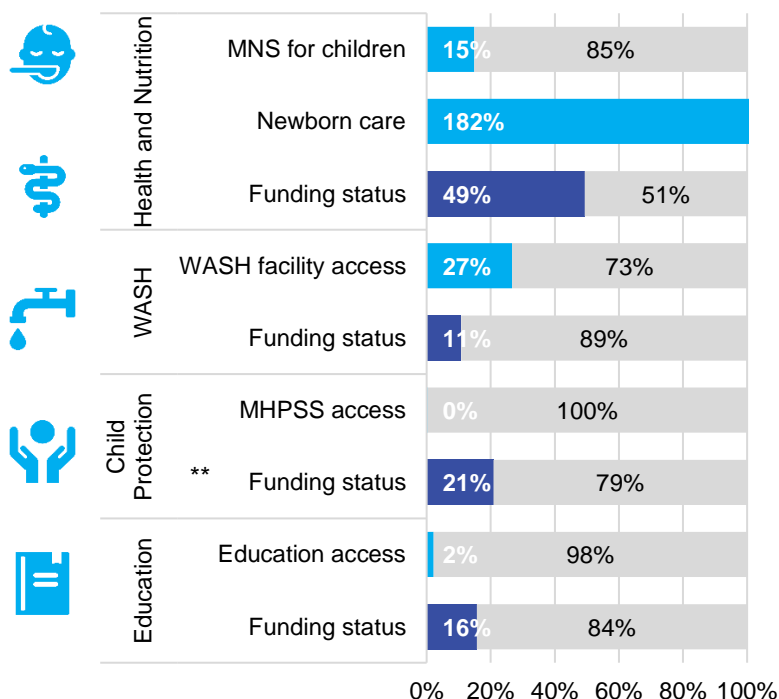 Health and Nutrition
MNS for children 15% 85%
Newborn care 182%
Funding status 49% 51%
WASH
WASH facility access 27% 73%
Funding status 11% 89%
Child
Protection
MHPSS access 0% 100%
** Funding status 21% 79%
Education
Education access 2% 98%
Funding status 16% 84%
0% 20% 40% 60% 80% 100%